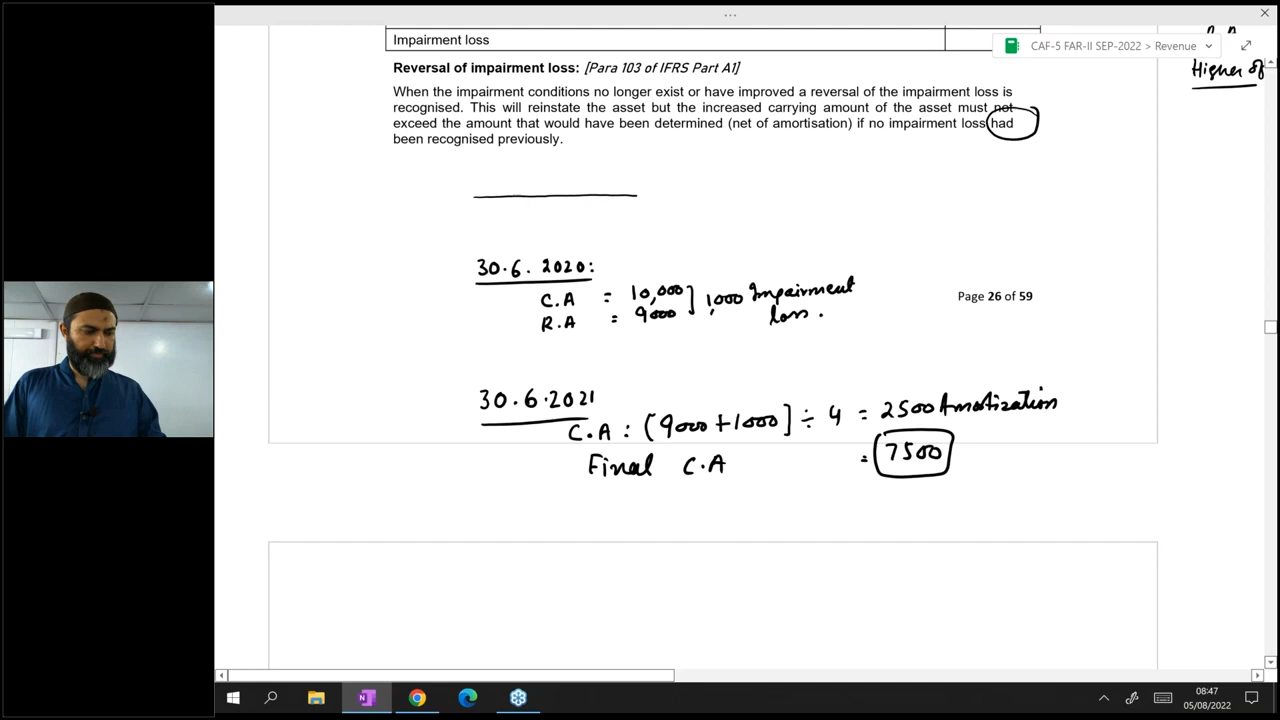 CAF-5 FAR-II SEP-2022 > Revenue
Impairment loss
Higher of
Reversal of impairment loss: [Para 103 of IFRS Part A1]
When the impairment conditions no longer exist or have improved a reversal of the impairment loss is
recognised. This will reinstate the asset but the increased carrying amount of the asset must not
exceed the amount that would have been determined (net of amortisation) if no impairment loss had
been recognised previously.
30.6. 2020:
C.A = 10,000 ] 1,000 Impairment
R.A = 9000 loss.
Page 26 of 59
30.6.2021
C.A : (9000+1000] ÷ 4 = 2500 Amotization
Final C.A = 7500
08:47
05/08/2022